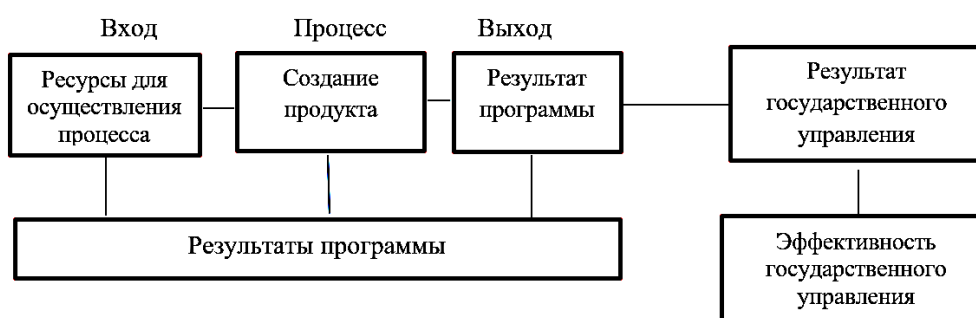 Вход
Процесс
Выход
Ресурсы для
осуществления
процесса
Создание
продукта
Результат
программы
Результат
государственного
управления
Результаты программы
Эффективность
государственного
управления